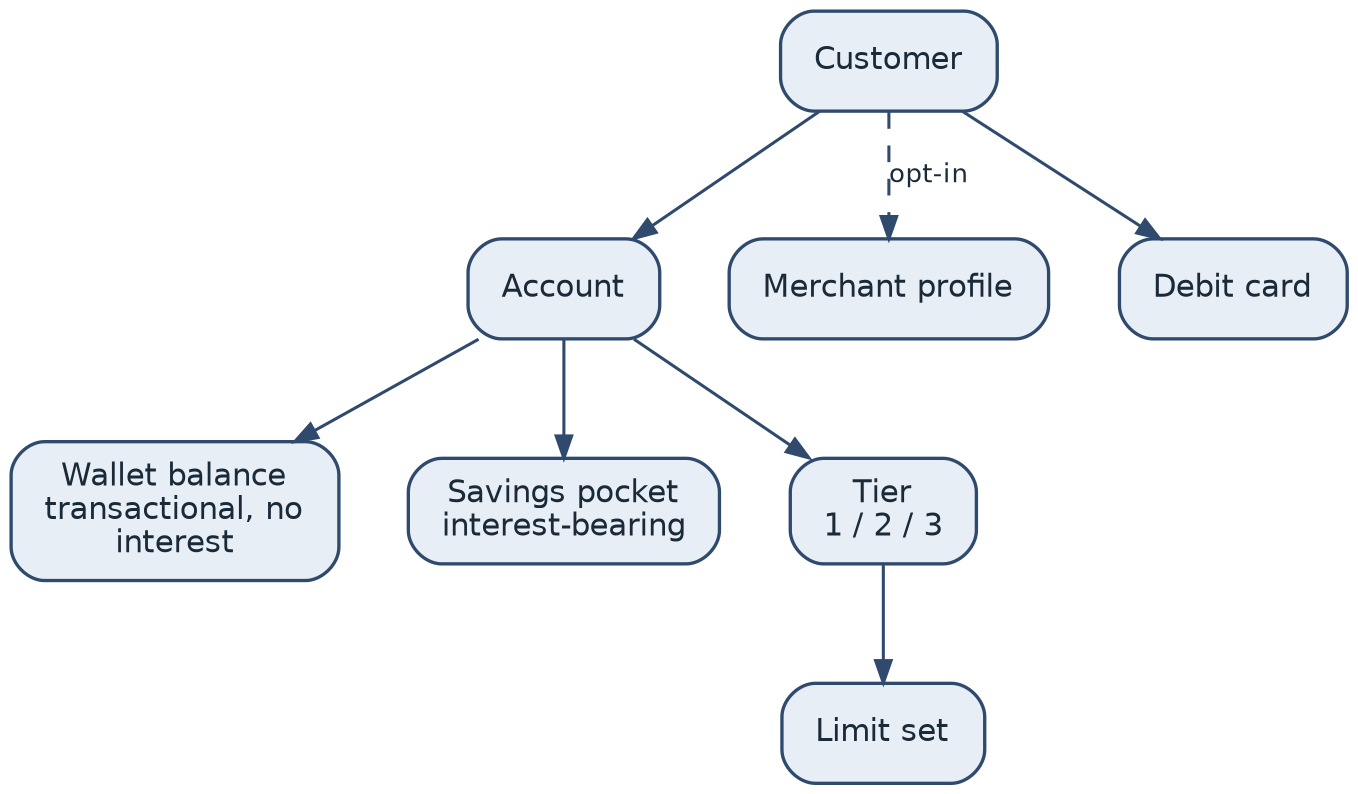 Customer
opt-in
Account
Merchant profile
Debit card
Wallet balance
transactional, no
interest
Savings pocket
interest-bearing
Tier
1 / 2 / 3
Limit set